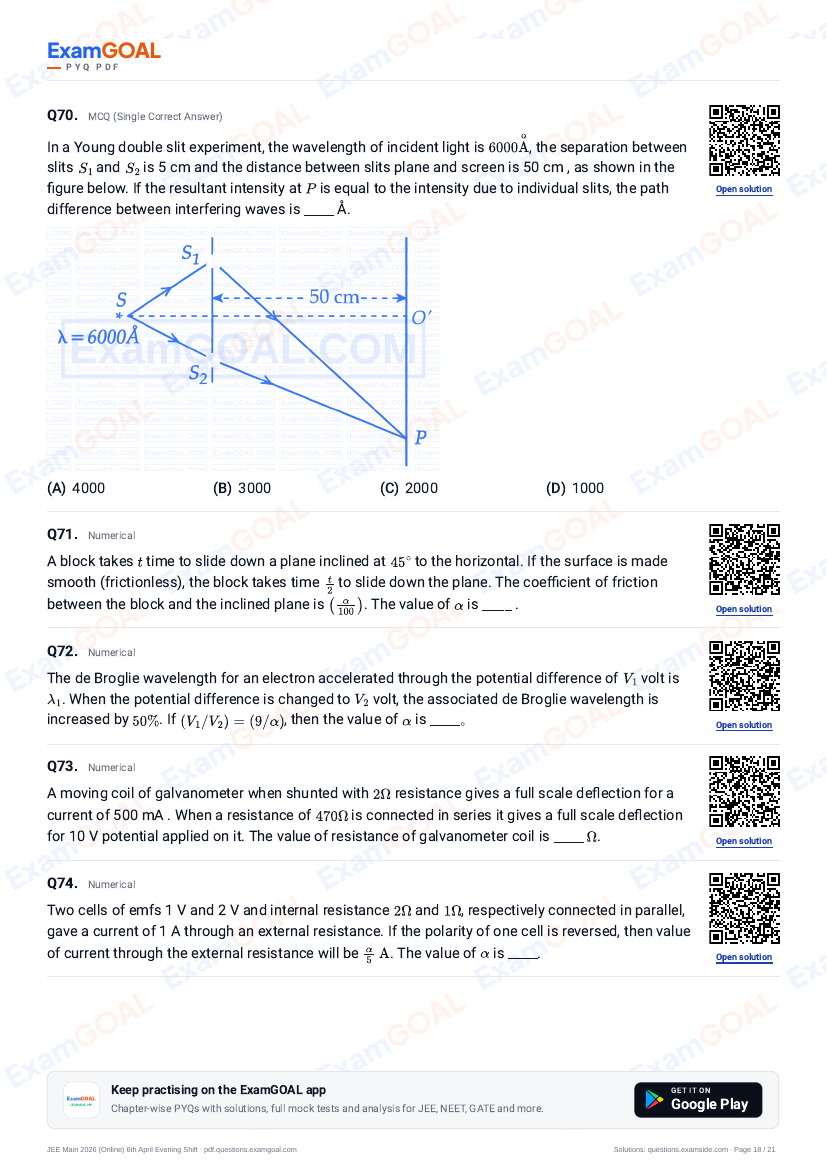 ExamGOAL
PYQ PDF
Q70. MCQ (Single Correct Answer)
In a Young double slit experiment, the wavelength of incident light is 6000Å, the separation between
slits S₁ and S₂ is 5 cm and the distance between slits plane and screen is 50 cm , as shown in the
figure below. If the resultant intensity at P is equal to the intensity due to individual slits, the path
difference between interfering waves is ____ Å.
Open solution
S₁
S
50 cm
O′
λ = 6000Å
ExamGOAL.COM
S₂
P
(A) 4000 (B) 3000 (C) 2000 (D) 1000
Q71. Numerical
A block takes t time to slide down a plane inclined at 45° to the horizontal. If the surface is made
smooth (frictionless), the block takes time t/2 to slide down the plane. The coefficient of friction
between the block and the inclined plane is (α/100). The value of α is ____ .
Open solution
Q72. Numerical
The de Broglie wavelength for an electron accelerated through the potential difference of V₁ volt is
λ₁. When the potential difference is changed to V₂ volt, the associated de Broglie wavelength is
increased by 50%. If (V₁/V₂) = (9/α), then the value of α is ____。
Open solution
Q73. Numerical
A moving coil of galvanometer when shunted with 2Ω resistance gives a full scale deflection for a
current of 500 mA . When a resistance of 470Ω is connected in series it gives a full scale deflection
for 10 V potential applied on it. The value of resistance of galvanometer coil is ____ Ω.
Open solution
Q74. Numerical
Two cells of emfs 1 V and 2 V and internal resistance 2Ω and 1Ω, respectively connected in parallel,
gave a current of 1 A through an external resistance. If the polarity of one cell is reversed, then value
of current through the external resistance will be α/5 A. The value of α is ____.
Open solution
ExamGOAL
Keep practising on the ExamGOAL app
Chapter-wise PYQs with solutions, full mock tests and analysis for JEE, NEET, GATE and more.
GET IT ON
Google Play
JEE Main 2026 (Online) 6th April Evening Shift · pdf.questions.examgoal.com
Solutions: questions.examside.com · Page 18 / 21